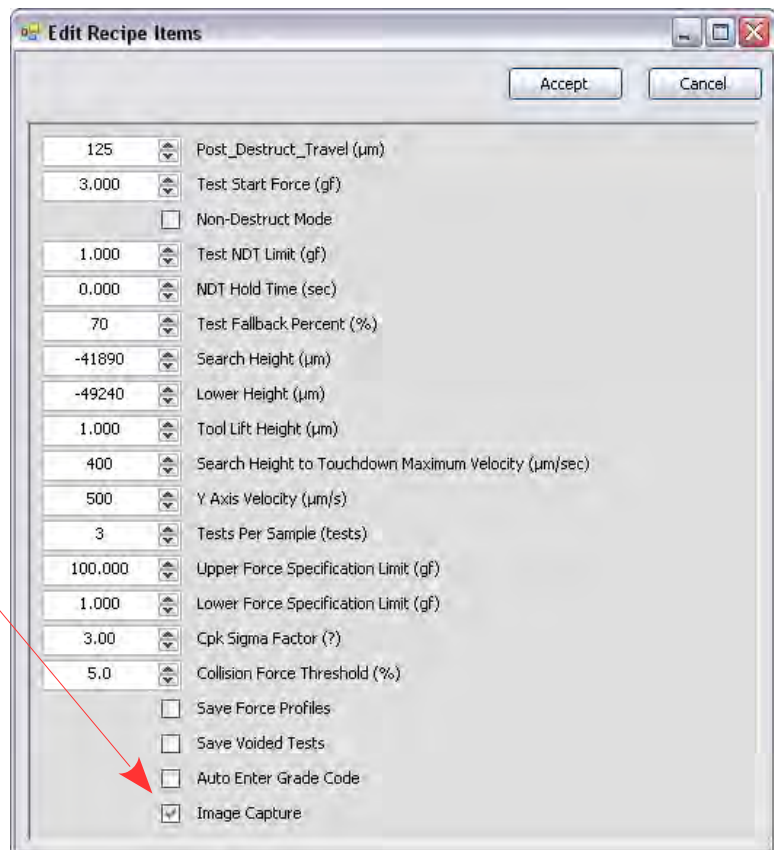 Edit Recipe Items
Accept Cancel
125 Post_Destruct_Travel (µm)
3.000 Test Start Force (gf)
Non-Destruct Mode
1.000 Test NDT Limit (gf)
0.000 NDT Hold Time (sec)
70 Test Fallback Percent (%)
-41890 Search Height (µm)
-49240 Lower Height (µm)
1.000 Tool Lift Height (µm)
400 Search Height to Touchdown Maximum Velocity (µm/sec)
500 Y Axis Velocity (µm/s)
3 Tests Per Sample (tests)
100.000 Upper Force Specification Limit (gf)
1.000 Lower Force Specification Limit (gf)
3.00 Cpk Sigma Factor (?)
5.0 Collision Force Threshold (%)
Save Force Profiles
Save Voided Tests
Auto Enter Grade Code
Image Capture